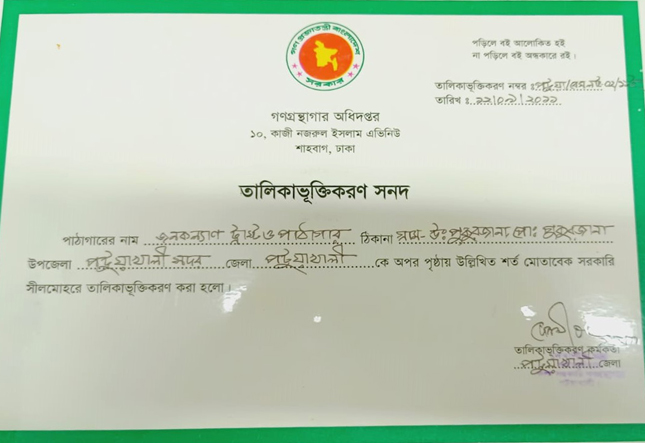 গণপ্রজাতন্ত্রী বাংলাদেশ
সরকার
পড়িলে বই আলোকিত হই
না পড়িলে বই অন্ধকারে রই।
তালিকাভূক্তিকরণ নম্বর ঃ
তারিখ ঃ
গণগ্রন্থাগার অধিদপ্তর
১০, কাজী নজরুল ইসলাম এভিনিউ
শাহবাগ, ঢাকা
তালিকাভূক্তিকরণ সনদ
পাঠাগারের নাম জনকল্যাণ ট্রাস্ট ও পাঠাগার ঠিকানা
উপজেলা পটুয়াখালী সদর জেলা পটুয়াখালী কে অপর পৃষ্ঠায় উল্লিখিত শর্ত মোতাবেক সরকারি
সীলমোহরে তালিকাভূক্তিকরণ করা হলো।
তালিকাভূক্তিকরণ কর্মকর্তা
পটুয়াখালী জেলা